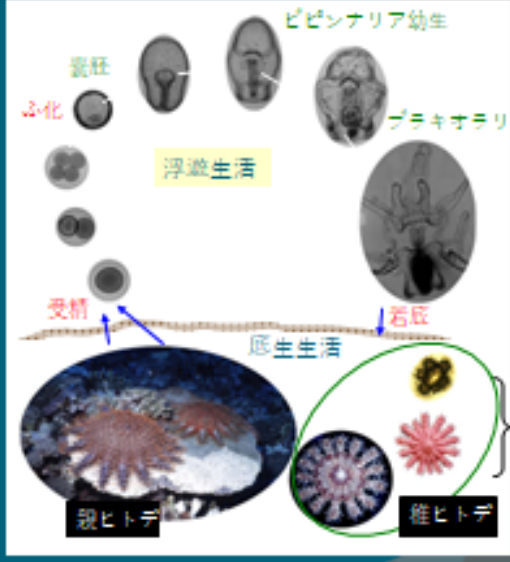 ビピンナリア幼生
嚢胚
ふ化
ブラキオラリ
浮遊生活
受精
着底
底生生活
親ヒトデ
稚ヒトデ